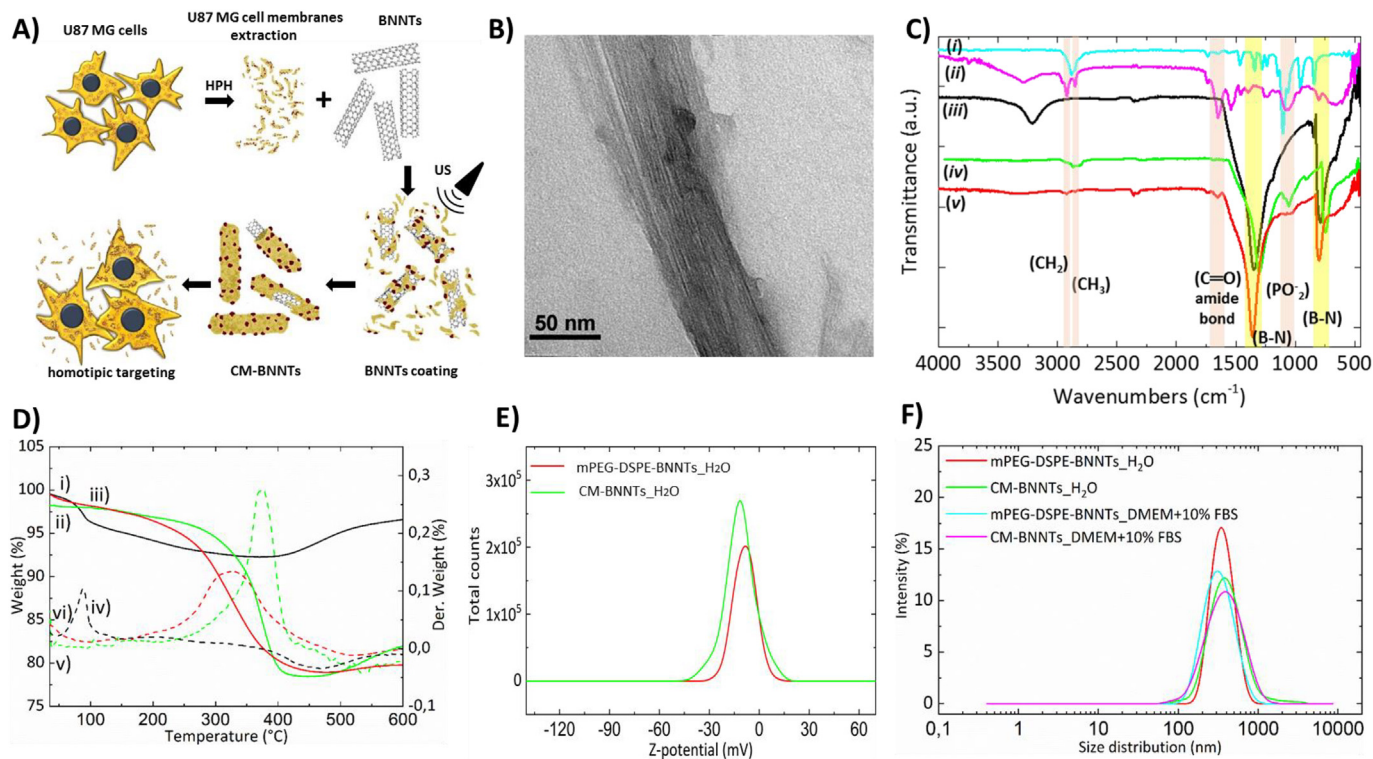 A)
U87 MG cells
U87 MG cell membranes
extraction
BNNTs
HPH
+
US
homotipic targeting
CM-BNNTs
BNNTs coating
B)
50 nm
C)
(i)
(ii)
(iii)
(iv)
(v)
(CH2)
(CH3)
(C=O)
amide
bond
(PO-2)
(B-N)
(B-N)
Transmittance (a.u.)
4000 3500 3000 2500 2000 1500 1000 500
Wavenumbers (cm-1)
D)
105
100
95
90
85
80
75
Weight (%)
i)
iii)
ii)
vi)
iv)
v)
0,3
0,2
0,1
0,0
-0,1
Der. Weight (%)
100 200 300 400 500 600
Temperature (°C)
E)
mPEG-DSPE-BNNTs_H2O
CM-BNNTs_H2O
3x10^5
2x10^5
1x10^5
0
Total counts
-120 -90 -60 -30 0 30 60
Z-potential (mV)
F)
25
20
15
10
5
0
Intensity (%)
mPEG-DSPE-BNNTs_H2O
CM-BNNTs_H2O
mPEG-DSPE-BNNTs_DMEM+10% FBS
CM-BNNTs_DMEM+10% FBS
0,1 1 10 100 1000 10000
Size distribution (nm)